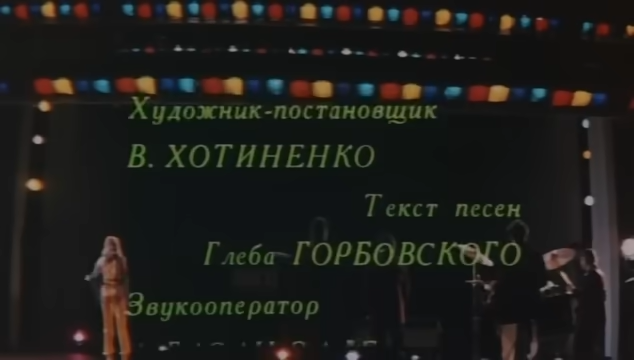 Художник-постановщик
В. ХОТИНЕНКО
Текст песен
Глеба ГОРБОВСКОГО
Звукооператор